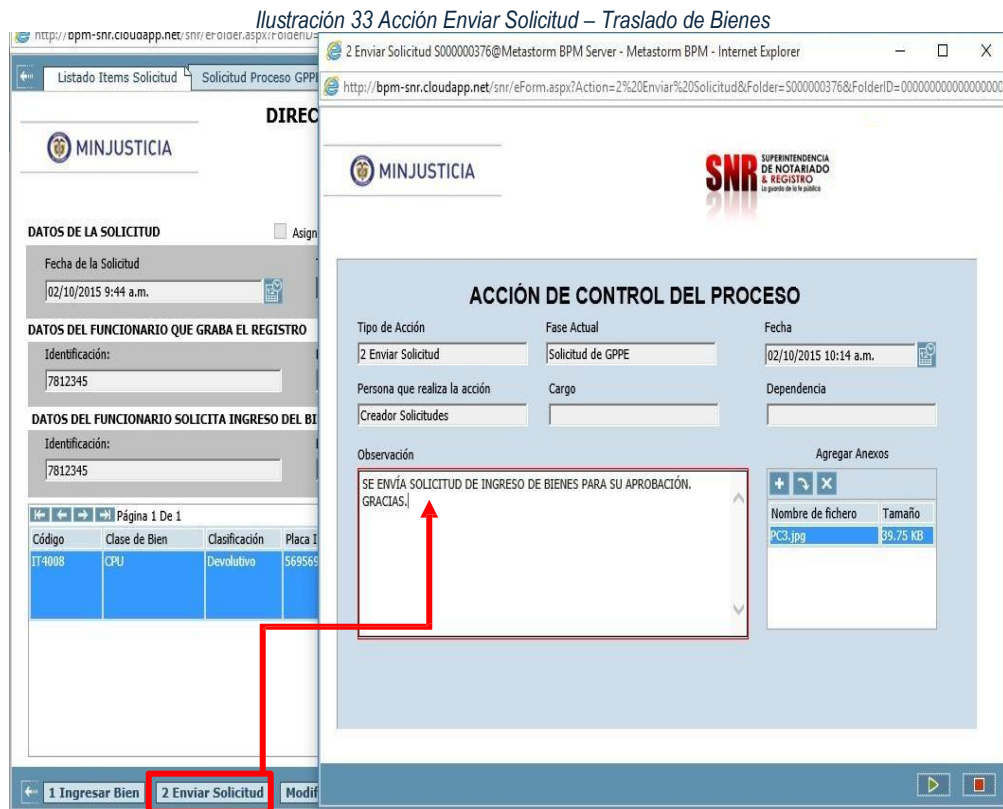 Ilustración 33 Acción Enviar Solicitud – Traslado de Bienes
http://bpm-snr.cloudapp.net/snr/eFolder.aspx?FolderID=
Listado Items Solicitud
Solicitud Proceso GPP
DIREC
MINJUSTICIA
DATOS DE LA SOLICITUD
Asign
Fecha de la Solicitud
02/10/2015 9:44 a.m.
DATOS DEL FUNCIONARIO QUE GRABA EL REGISTRO
Identificación:
7812345
DATOS DEL FUNCIONARIO SOLICITA INGRESO DEL BI
Identificación:
7812345
Página 1 De 1
Código Clase de Bien Clasificación Placa I
IT4008 CPU Devolutivo 569569
1 Ingresar Bien
2 Enviar Solicitud
Modif
2 Enviar Solicitud S000000376@Metastorm BPM Server - Metastorm BPM - Internet Explorer
http://bpm-snr.cloudapp.net/snr/eForm.aspx?Action=2%20Enviar%20Solicitud&Folder=S000000376&FolderID=0000000000000000
MINJUSTICIA
SNR
SUPERINTENDENCIA
DE NOTARIADO
& REGISTRO
La guarda de la fe pública
ACCIÓN DE CONTROL DEL PROCESO
Tipo de Acción Fase Actual Fecha
2 Enviar Solicitud Solicitud de GPPE 02/10/2015 10:14 a.m.
Persona que realiza la acción Cargo Dependencia
Creador Solicitudes
Observación Agregar Anexos
SE ENVÍA SOLICITUD DE INGRESO DE BIENES PARA SU APROBACIÓN.
GRACIAS.
Nombre de fichero Tamaño
PC3.jpg 39.75 KB